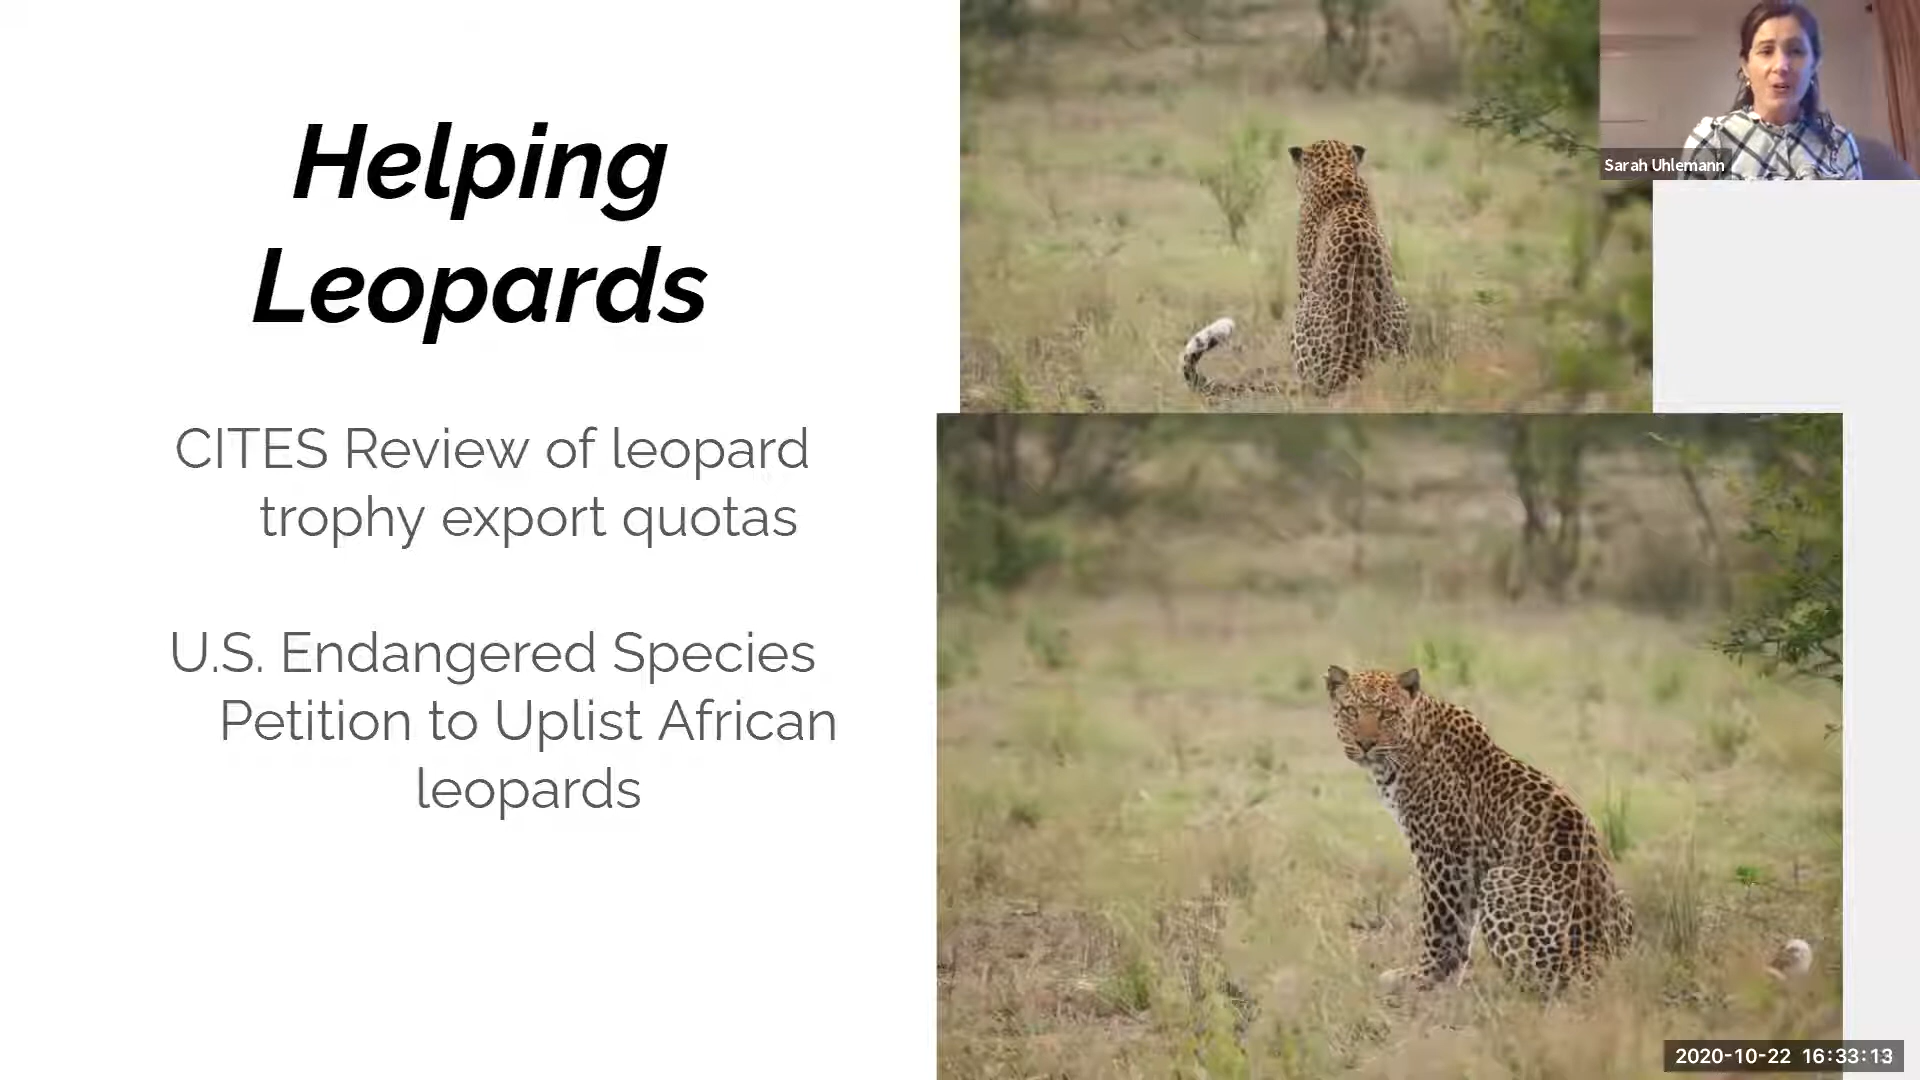 Helping
Leopards
CITES Review of leopard
trophy export quotas
U.S. Endangered Species
Petition to Uplist African
leopards
Sarah Uhlemann
2020-10-22 16:33:13